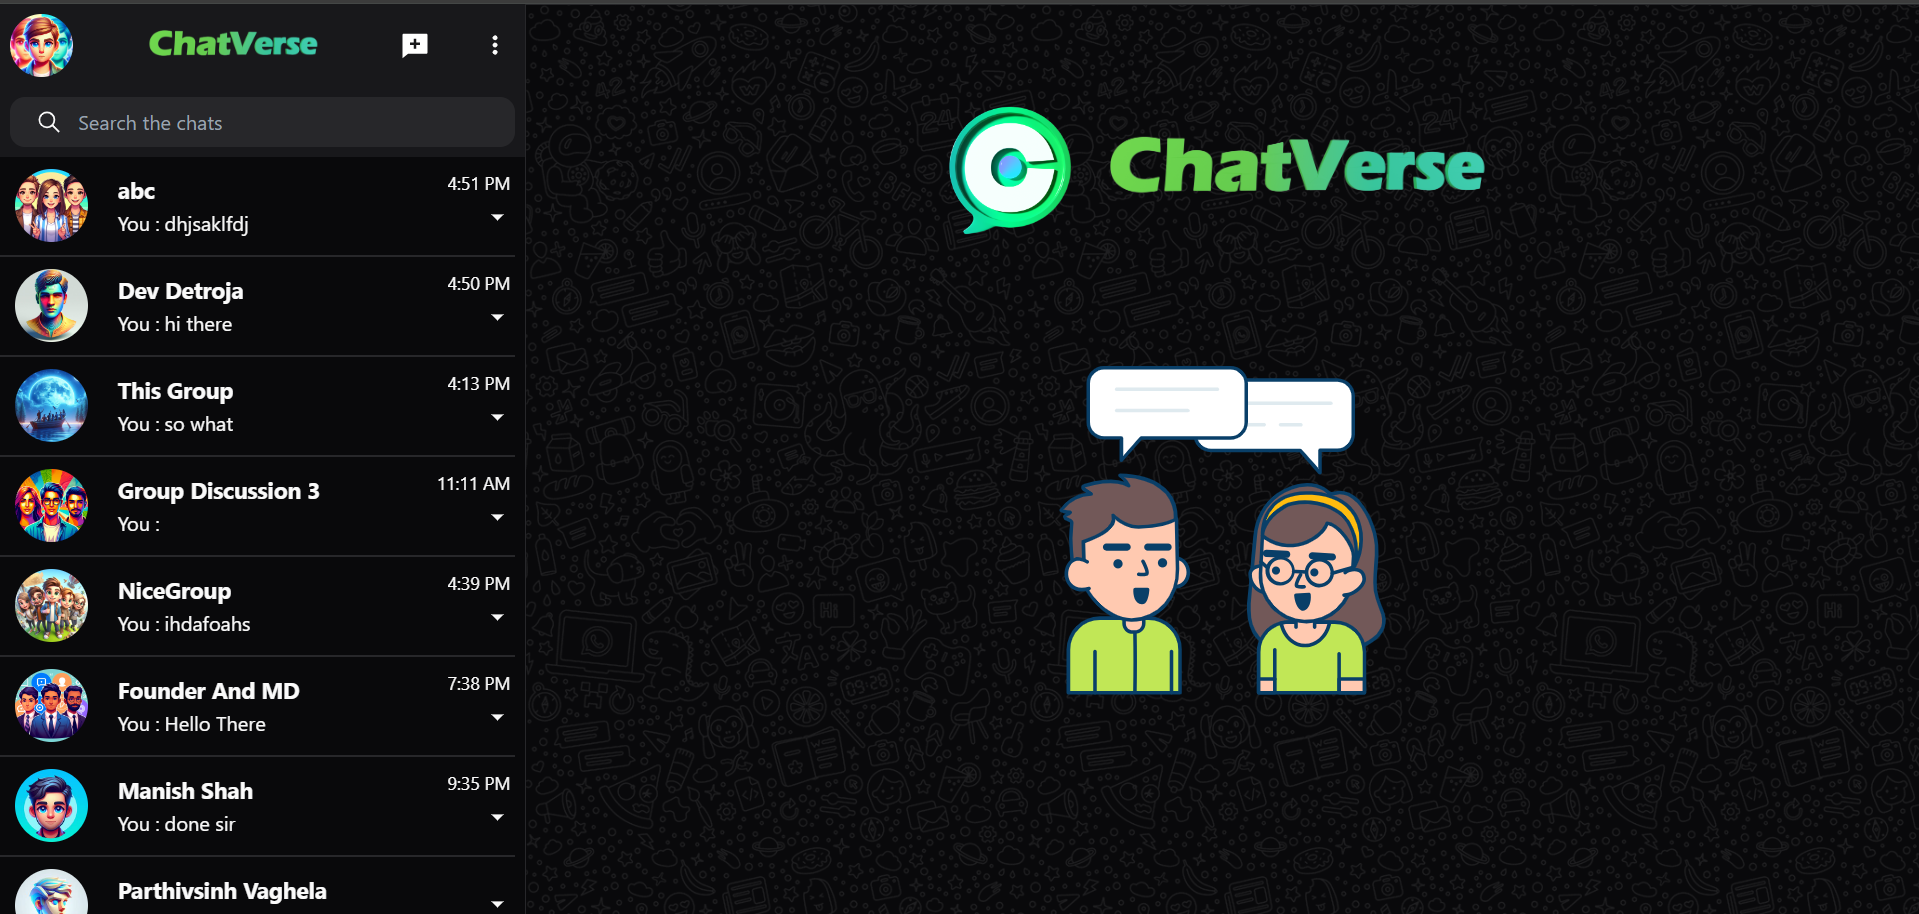 ChatVerse
Search the chats
abc
4:51 PM
You : dhjsaklfdj
Dev Detroja
4:50 PM
You : hi there
This Group
4:13 PM
You : so what
Group Discussion 3
11:11 AM
You :
NiceGroup
4:39 PM
You : ihdafoahs
Founder And MD
7:38 PM
You : Hello There
Manish Shah
9:35 PM
You : done sir
Parthivsinh Vaghela
ChatVerse